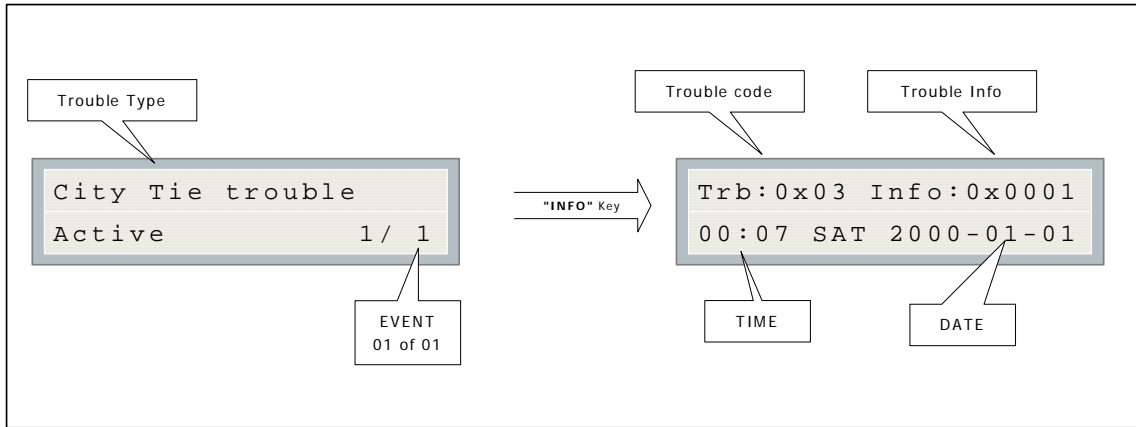 Trouble Type
Trouble code
Trouble Info
City Tie trouble
Active 1/ 1
"INFO" Key
Trb:0x03 Info:0x0001
00:07 SAT 2000-01-01
EVENT
01 of 01
TIME
DATE